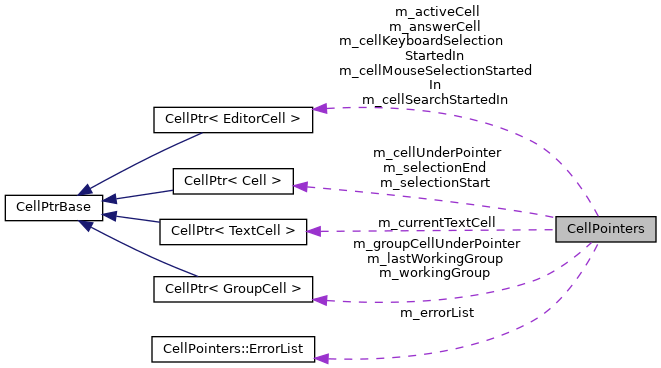 m_activeCell
m_answerCell
m_cellKeyboardSelection
StartedIn
m_cellMouseSelectionStarted
In
m_cellSearchStartedIn
CellPtr< EditorCell >
m_cellUnderPointer
m_selectionEnd
m_selectionStart
CellPtr< Cell >
CellPtrBase
m_currentTextCell
CellPtr< TextCell >
CellPointers
m_groupCellUnderPointer
m_lastWorkingGroup
m_workingGroup
CellPtr< GroupCell >
m_errorList
CellPointers::ErrorList